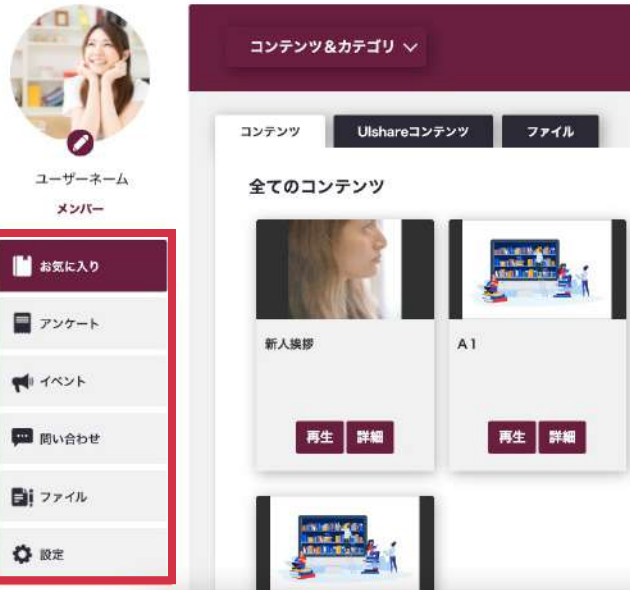 コンテンツ&カテゴリ
コンテンツ
UIshareコンテンツ
ファイル
ユーザーネーム
メンバー
全てのコンテンツ
お気に入り
アンケート
イベント
問い合わせ
ファイル
設定
新人挨拶
A1
再生
詳細
再生
詳細